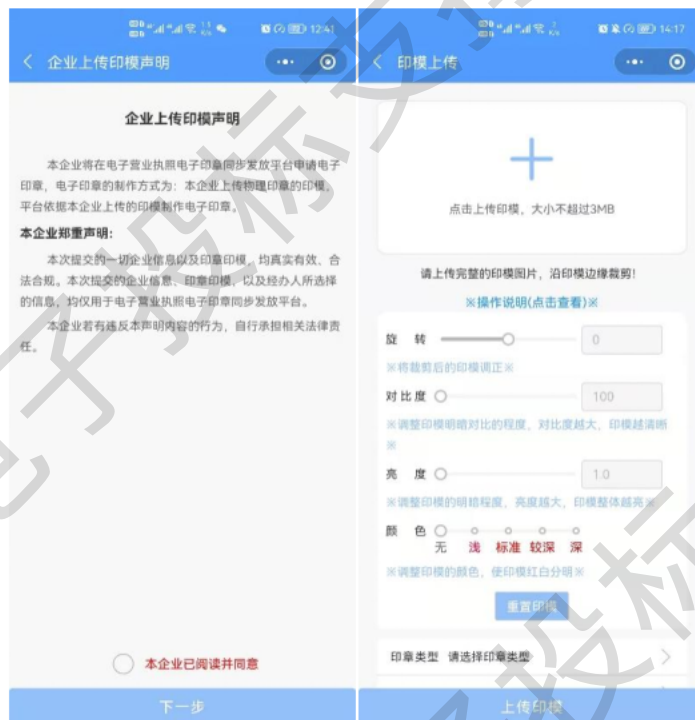 12:41
企业上传印模声明
企业上传印模声明
本企业将在电子营业执照电子印章同步发放平台申请电子
印章，电子印章的制作方式为：本企业上传物理印章的印模，
平台依据本企业上传的印模制作电子印章。
本企业郑重声明：
本次提交的一切企业信息以及印章印模，均真实有效、合
法合规。本次提交的企业信息、印章印模，以及经办人所选择
的信息，均仅用于电子营业执照电子印章同步发放平台。
本企业若有违反本声明内容的行为，自行承担相关法律责
任。
本企业已阅读并同意
下一步
14:17
印模上传
点击上传印模，大小不超过3MB
请上传完整的印模图片，沿印模边缘裁剪!
※操作说明(点击查看)※
旋 转 0
※将裁剪后的印模调正※
对比度 100
※调整印模明暗对比的程度，对比度越大，印模越清晰
※
亮 度 1.0
※调整印模的明暗程度，亮度越大，印模整体越亮※
颜 色
无 浅 标准 较深 深
※调整印模的颜色，使印模红白分明※
重置印模
印章类型 请选择印章类型
上传印模